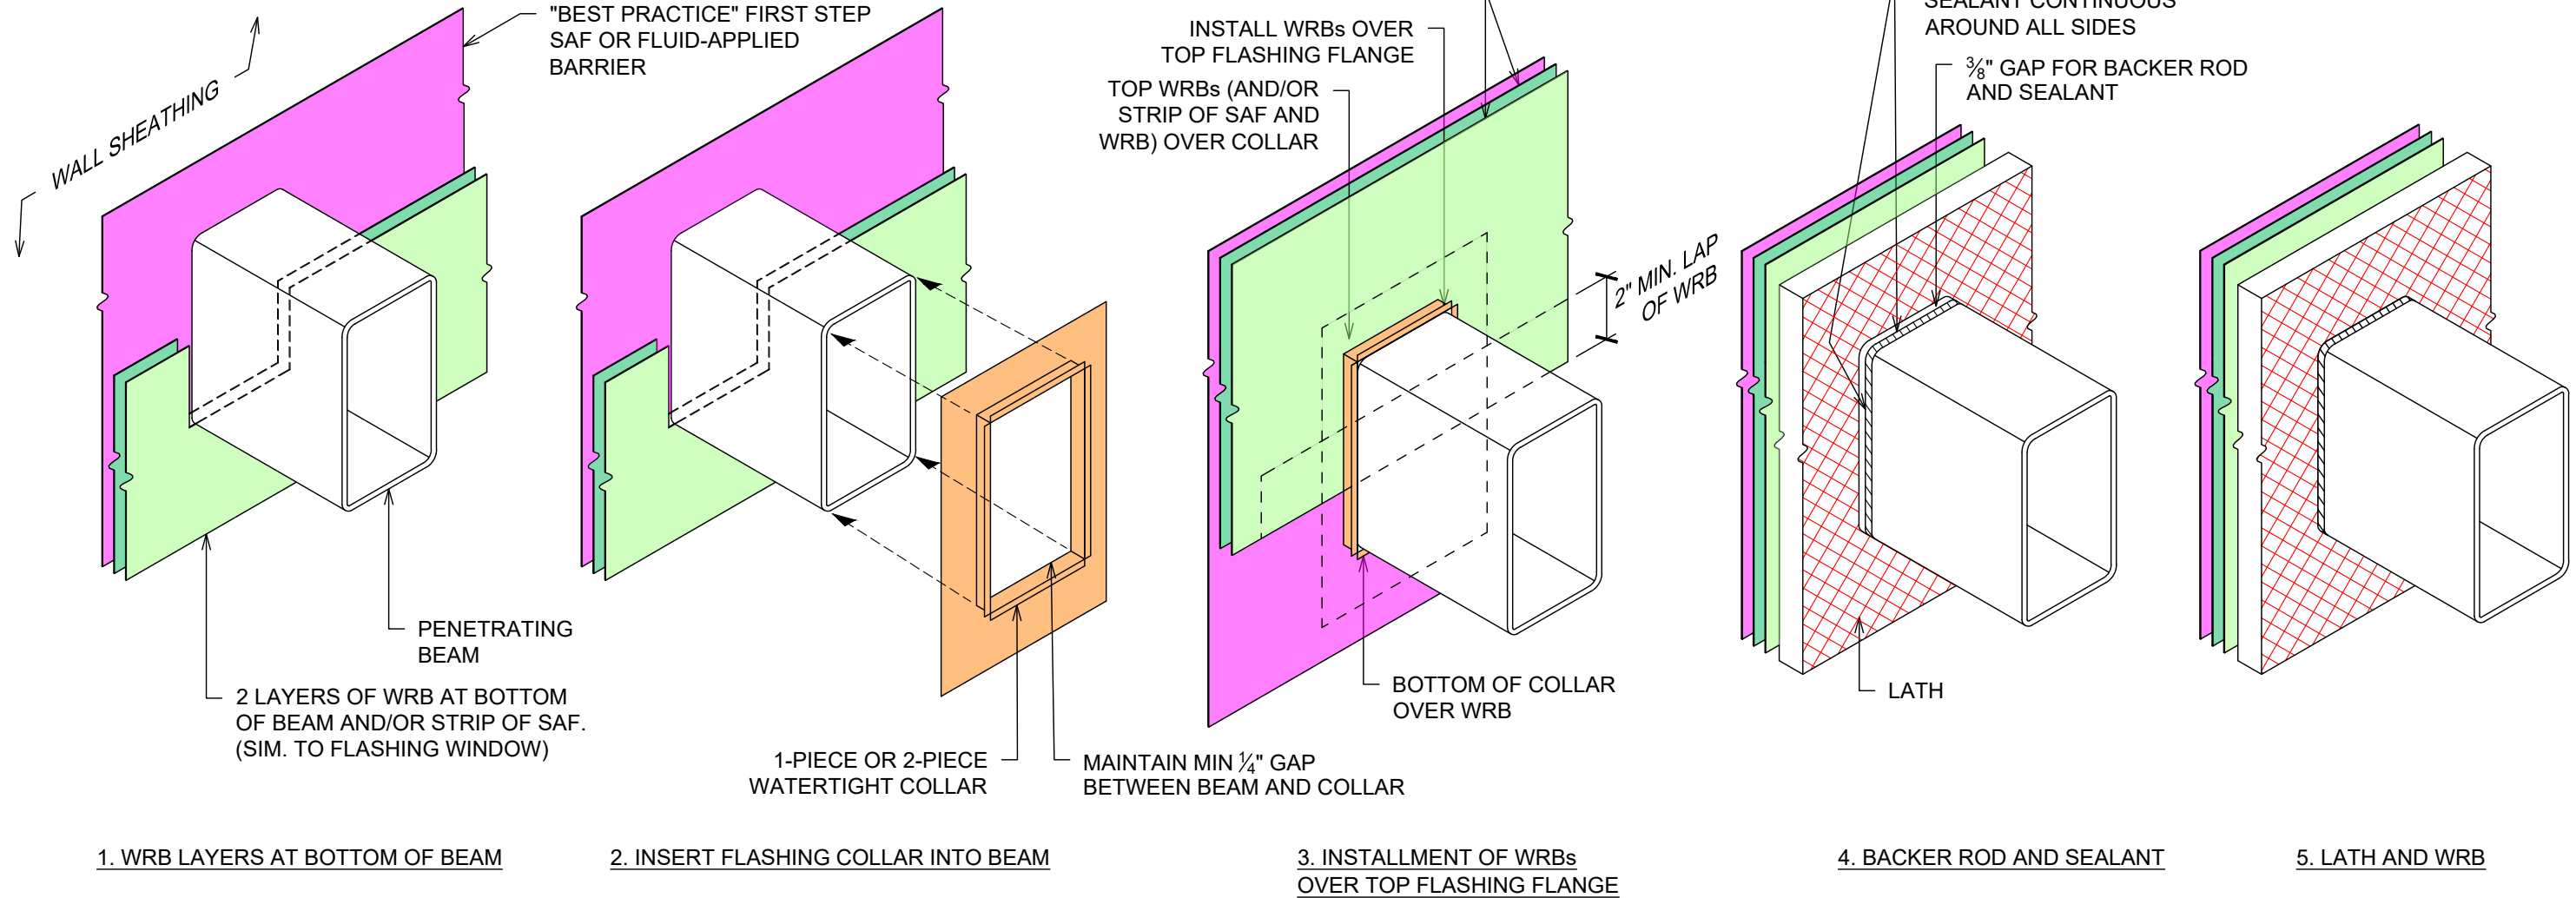 "BEST PRACTICE" FIRST STEP
SAF OR FLUID-APPLIED
BARRIER
WALL SHEATHING
PENETRATING
BEAM
2 LAYERS OF WRB AT BOTTOM
OF BEAM AND/OR STRIP OF SAF.
(SIM. TO FLASHING WINDOW)
1. WRB LAYERS AT BOTTOM OF BEAM
1-PIECE OR 2-PIECE
WATERTIGHT COLLAR
MAINTAIN MIN ¼" GAP
BETWEEN BEAM AND COLLAR
2. INSERT FLASHING COLLAR INTO BEAM
INSTALL WRBs OVER
TOP FLASHING FLANGE
TOP WRBs (AND/OR
STRIP OF SAF AND
WRB) OVER COLLAR
2" MIN. LAP
OF WRB
BOTTOM OF COLLAR
OVER WRB
3. INSTALLMENT OF WRBs
OVER TOP FLASHING FLANGE
SEALANT CONTINUOUS
AROUND ALL SIDES
⅜" GAP FOR BACKER ROD
AND SEALANT
LATH
4. BACKER ROD AND SEALANT
5. LATH AND WRB